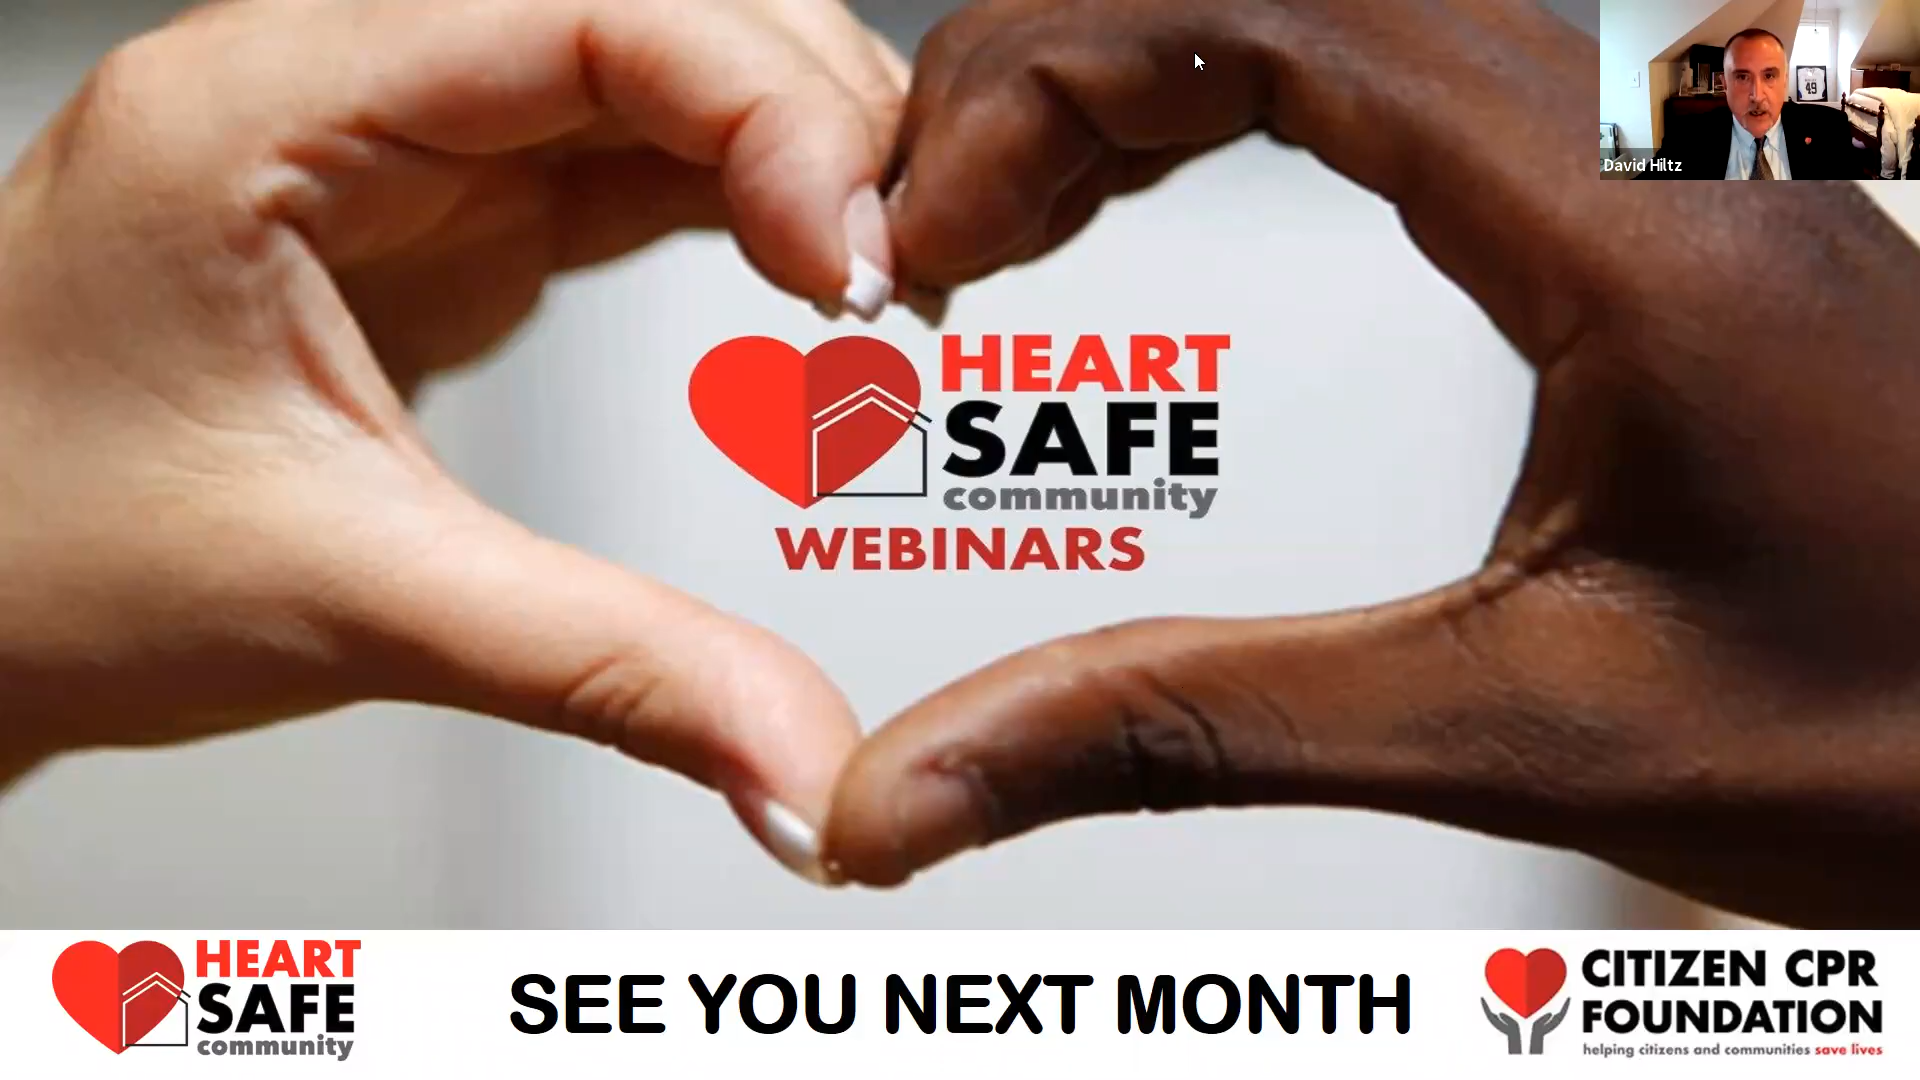 49
David Hiltz
HEART
SAFE
community
WEBINARS
HEART
SAFE
community
SEE YOU NEXT MONTH
CITIZEN CPR
FOUNDATION
helping citizens and communities save lives